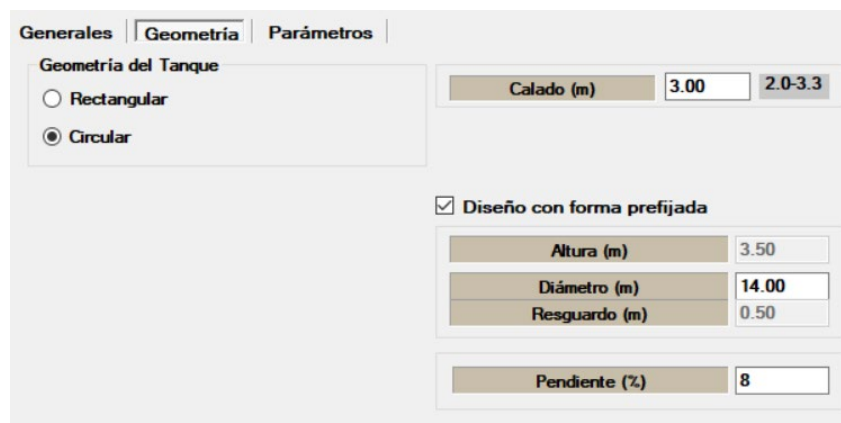 Generales Geometría Parámetros
Geometría del Tanque
Rectangular
Circular
Calado (m) 3.00 2.0-3.3
Diseño con forma prefijada
Altura (m) 3.50
Diámetro (m) 14.00
Resguardo (m) 0.50
Pendiente (%) 8